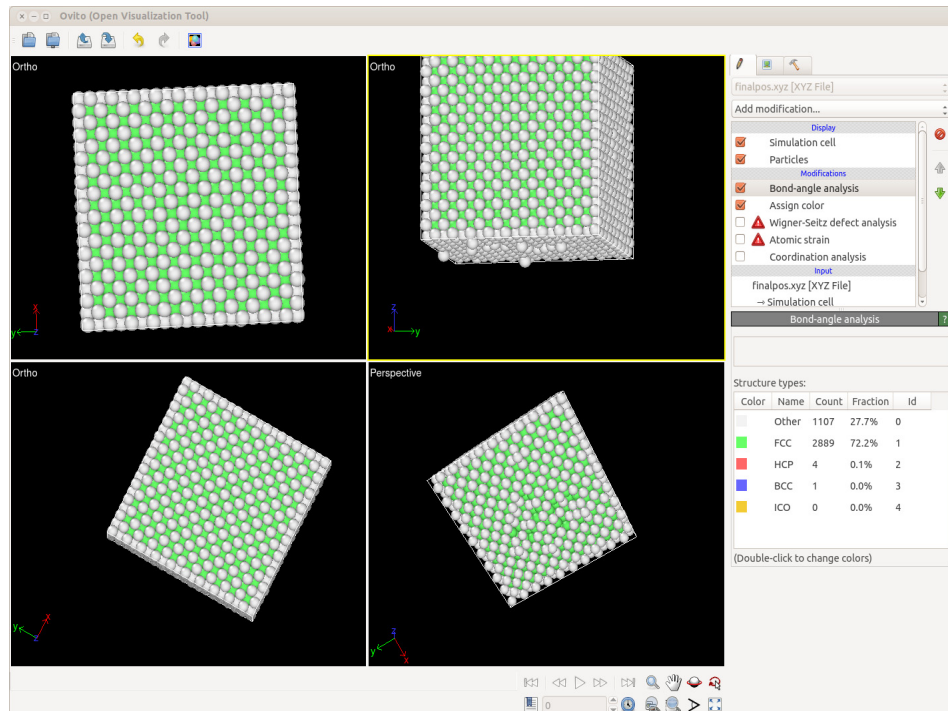 Ovito (Open Visualization Tool)
Ortho
Ortho
finalpos.xyz [XYZ File]
Add modification...
Display
Simulation cell
Particles
Modifications
Bond-angle analysis
Assign color
Wigner-Seitz defect analysis
Atomic strain
Coordination analysis
Input
finalpos.xyz [XYZ File]
Simulation cell
Bond-angle analysis ?
x
y z
z
x y
Ortho
Perspective
Structure types:
Color Name Count Fraction Id
Other 1107 27.7% 0
FCC 2889 72.2% 1
HCP 4 0.1% 2
BCC 1 0.0% 3
ICO 0 0.0% 4
(Double-click to change colors)
y x
z
z
y
x
0